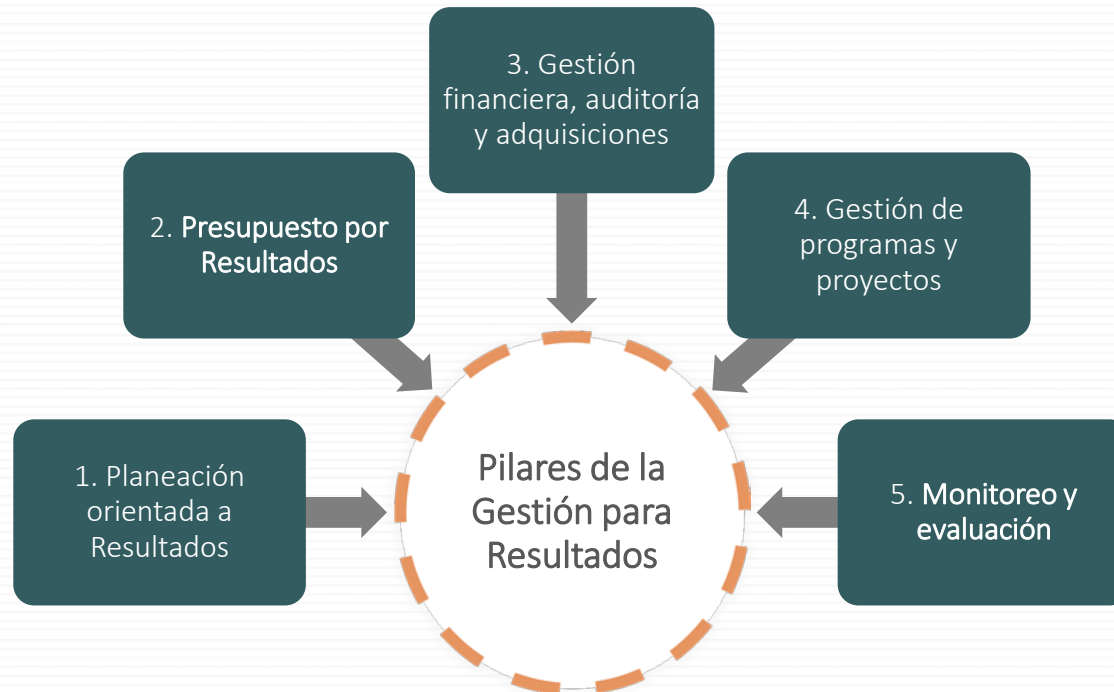 3. Gestión
financiera, auditoría
y adquisiciones
2. Presupuesto por
Resultados
4. Gestión de
programas y
proyectos
1. Planeación
orientada a
Resultados
Pilares de la
Gestión para
Resultados
5. Monitoreo y
evaluación